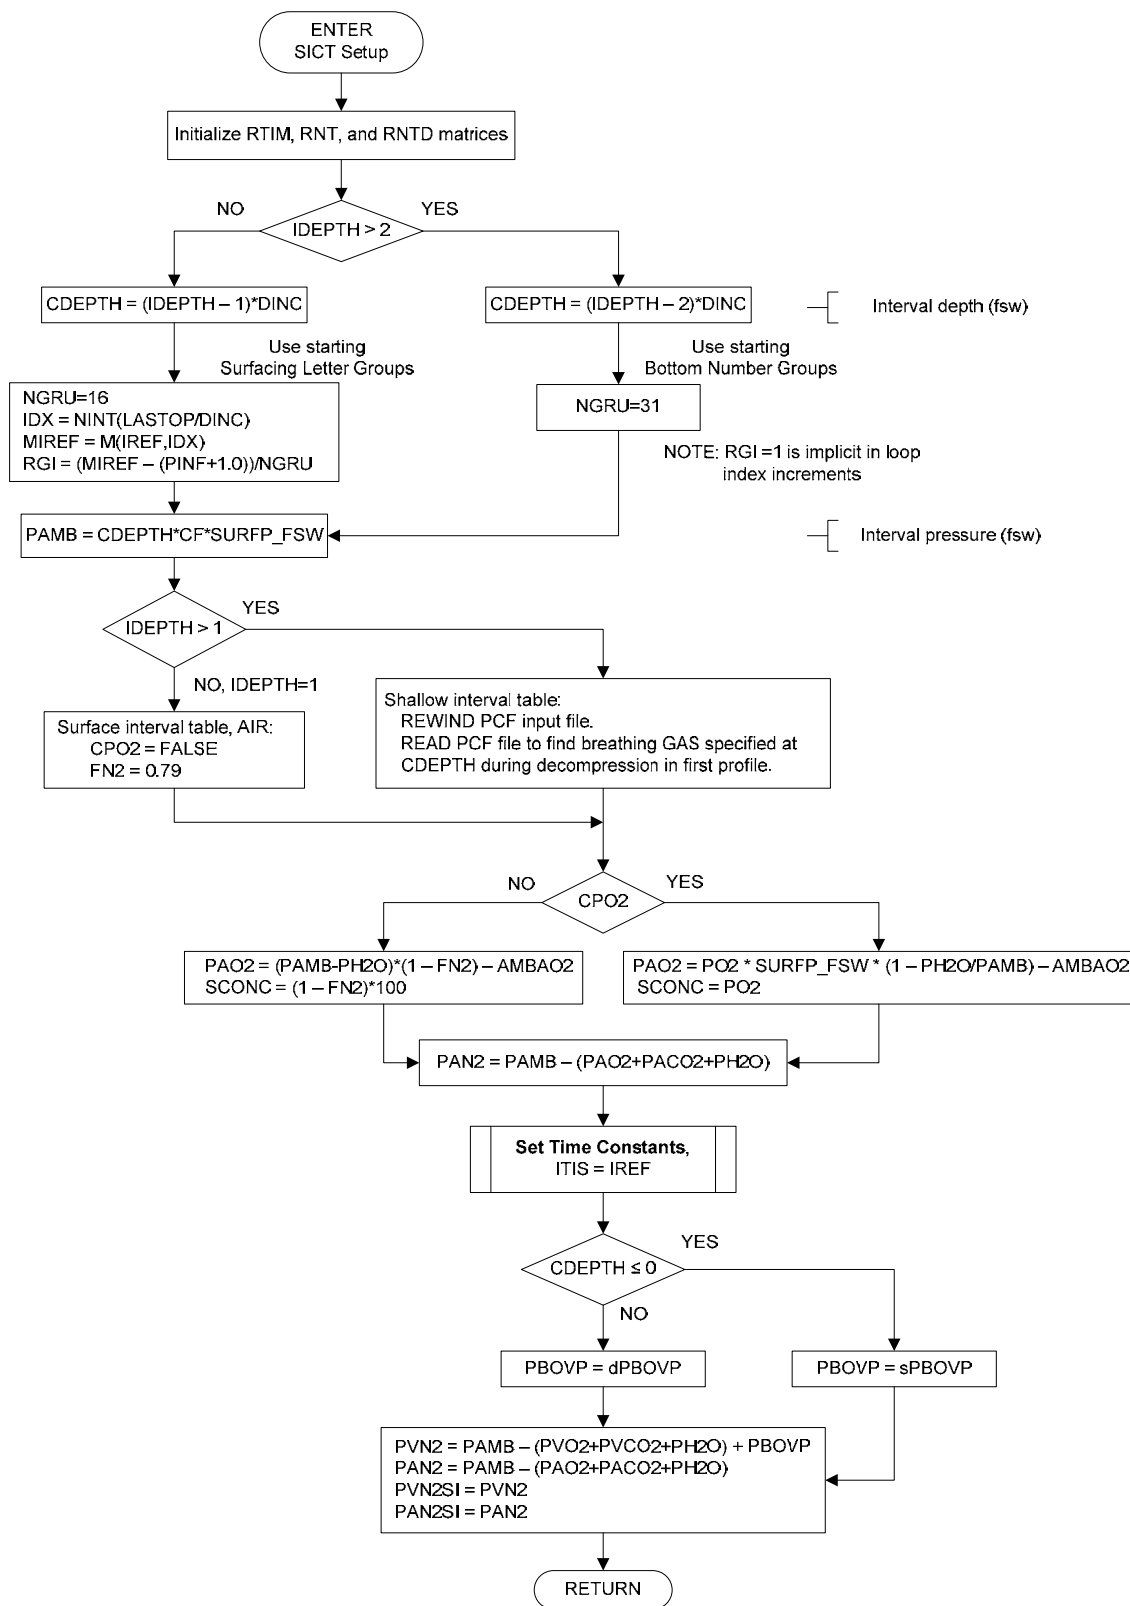 ENTER
SICT Setup
Initialize RTIM, RNT, and RNTD matrices
NO
YES
IDEPTH > 2
CDEPTH = (IDEPTH – 1)*DINC
CDEPTH = (IDEPTH – 2)*DINC
Interval depth (fsw)
Use starting
Surfacing Letter Groups
Use starting
Bottom Number Groups
NGRU=16
IDX = NINT(LASTOP/DINC)
MIREF = M(IREF,IDX)
RGI = (MIREF – (PINF+1.0))/NGRU
NGRU=31
NOTE: RGI =1 is implicit in loop
index increments
PAMB = CDEPTH*CF*SURFP_FSW
Interval pressure (fsw)
YES
IDEPTH > 1
NO, IDEPTH=1
Surface interval table, AIR:
CPO2 = FALSE
FN2 = 0.79
Shallow interval table:
REWIND PCF input file.
READ PCF file to find breathing GAS specified at
CDEPTH during decompression in first profile.
NO
YES
CPO2
PAO2 = (PAMB-PH2O)*(1 – FN2) – AMBAO2
SCONC = (1 – FN2)*100
PAO2 = PO2 * SURFP_FSW * (1 – PH2O/PAMB) – AMBAO2
SCONC = PO2
PAN2 = PAMB – (PAO2+PACO2+PH2O)
Set Time Constants,
ITIS = IREF
YES
CDEPTH ≤ 0
NO
PBOVP = dPBOVP
PBOVP = sPBOVP
PVN2 = PAMB – (PVO2+PVCO2+PH2O) + PBOVP
PAN2 = PAMB – (PAO2+PACO2+PH2O)
PVN2SI = PVN2
PAN2SI = PAN2
RETURN